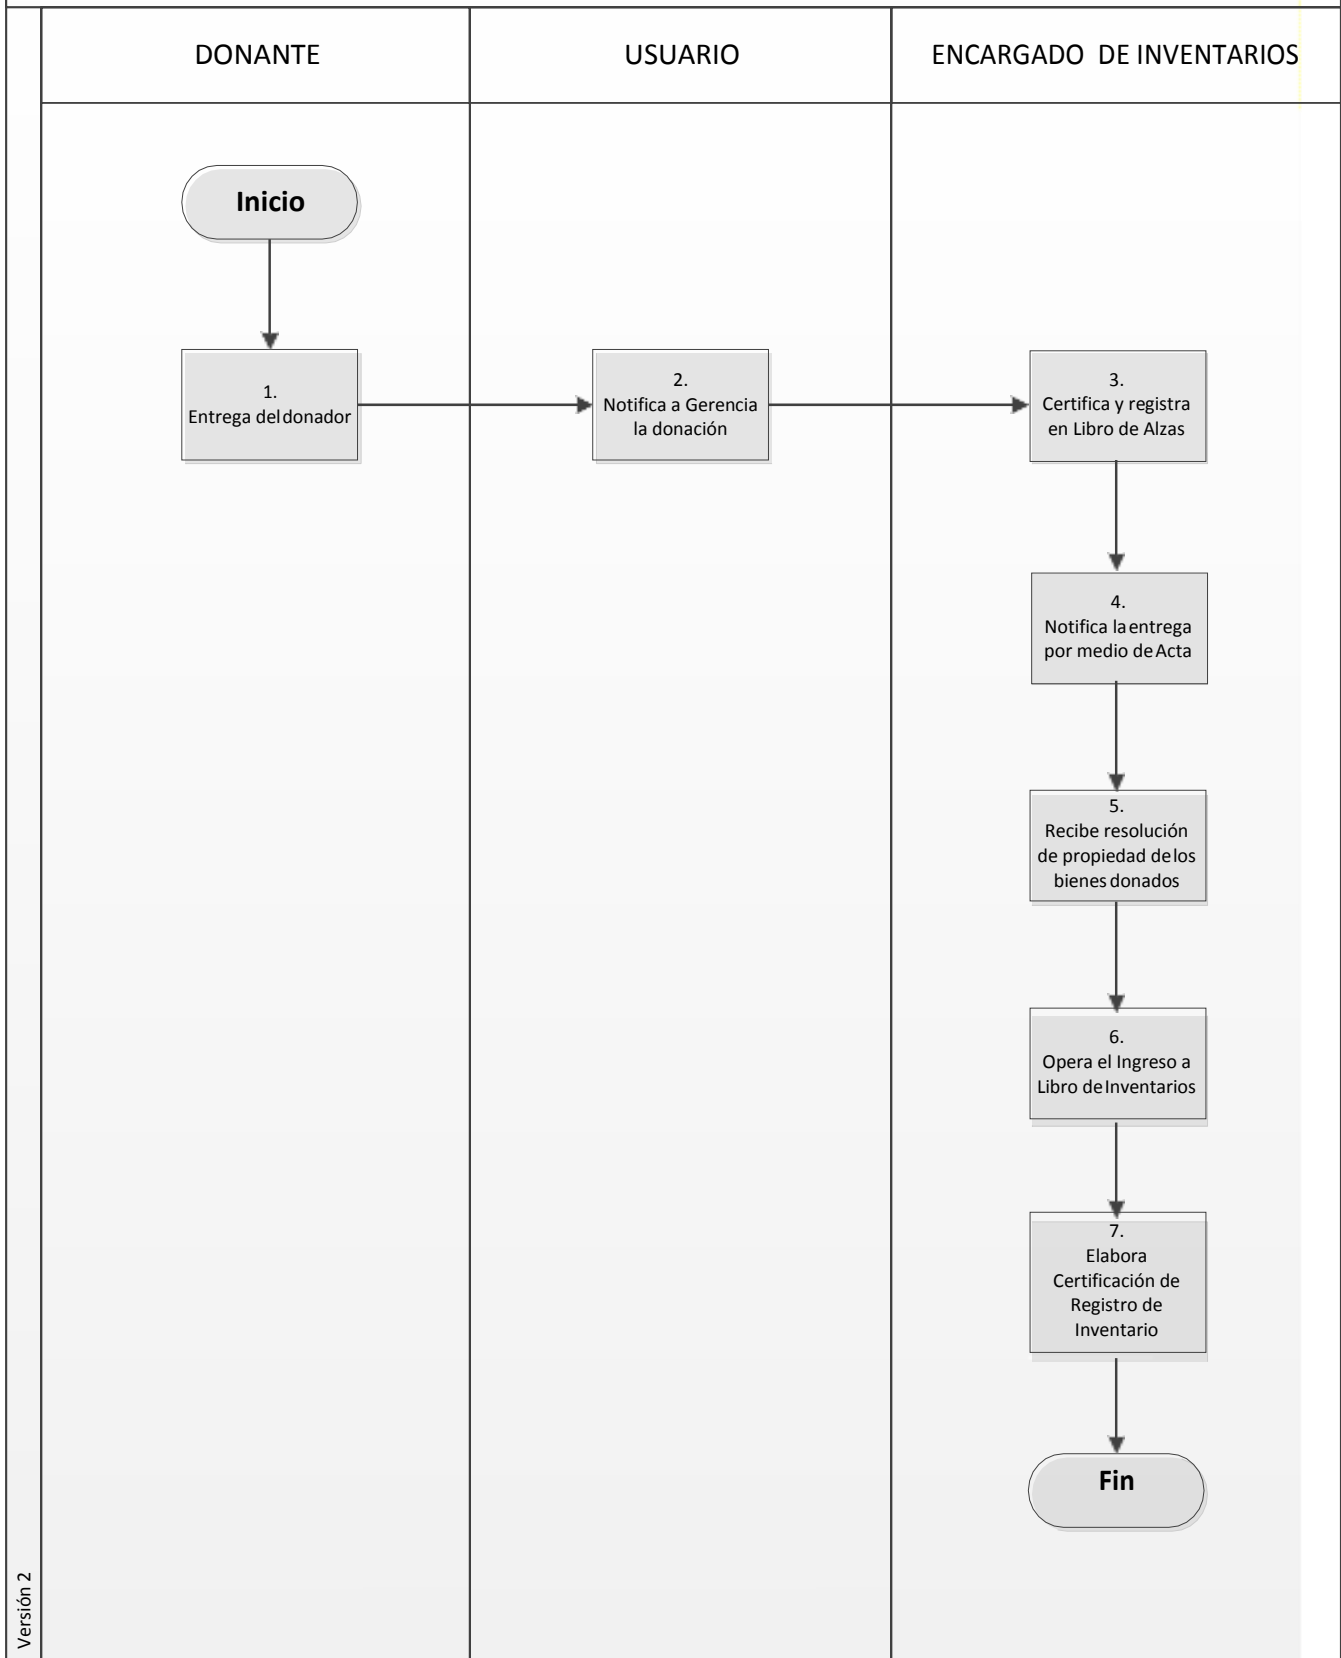 DONANTE
USUARIO
ENCARGADO DE INVENTARIOS
Inicio
1.
Entrega del donador
2.
Notifica a Gerencia
la donación
3.
Certifica y registra
en Libro de Alzas
4.
Notifica la entrega
por medio de Acta
5.
Recibe resolución
de propiedad de los
bienes donados
6.
Opera el Ingreso a
Libro de Inventarios
7.
Elabora
Certificación de
Registro de
Inventario
Fin
Versión 2